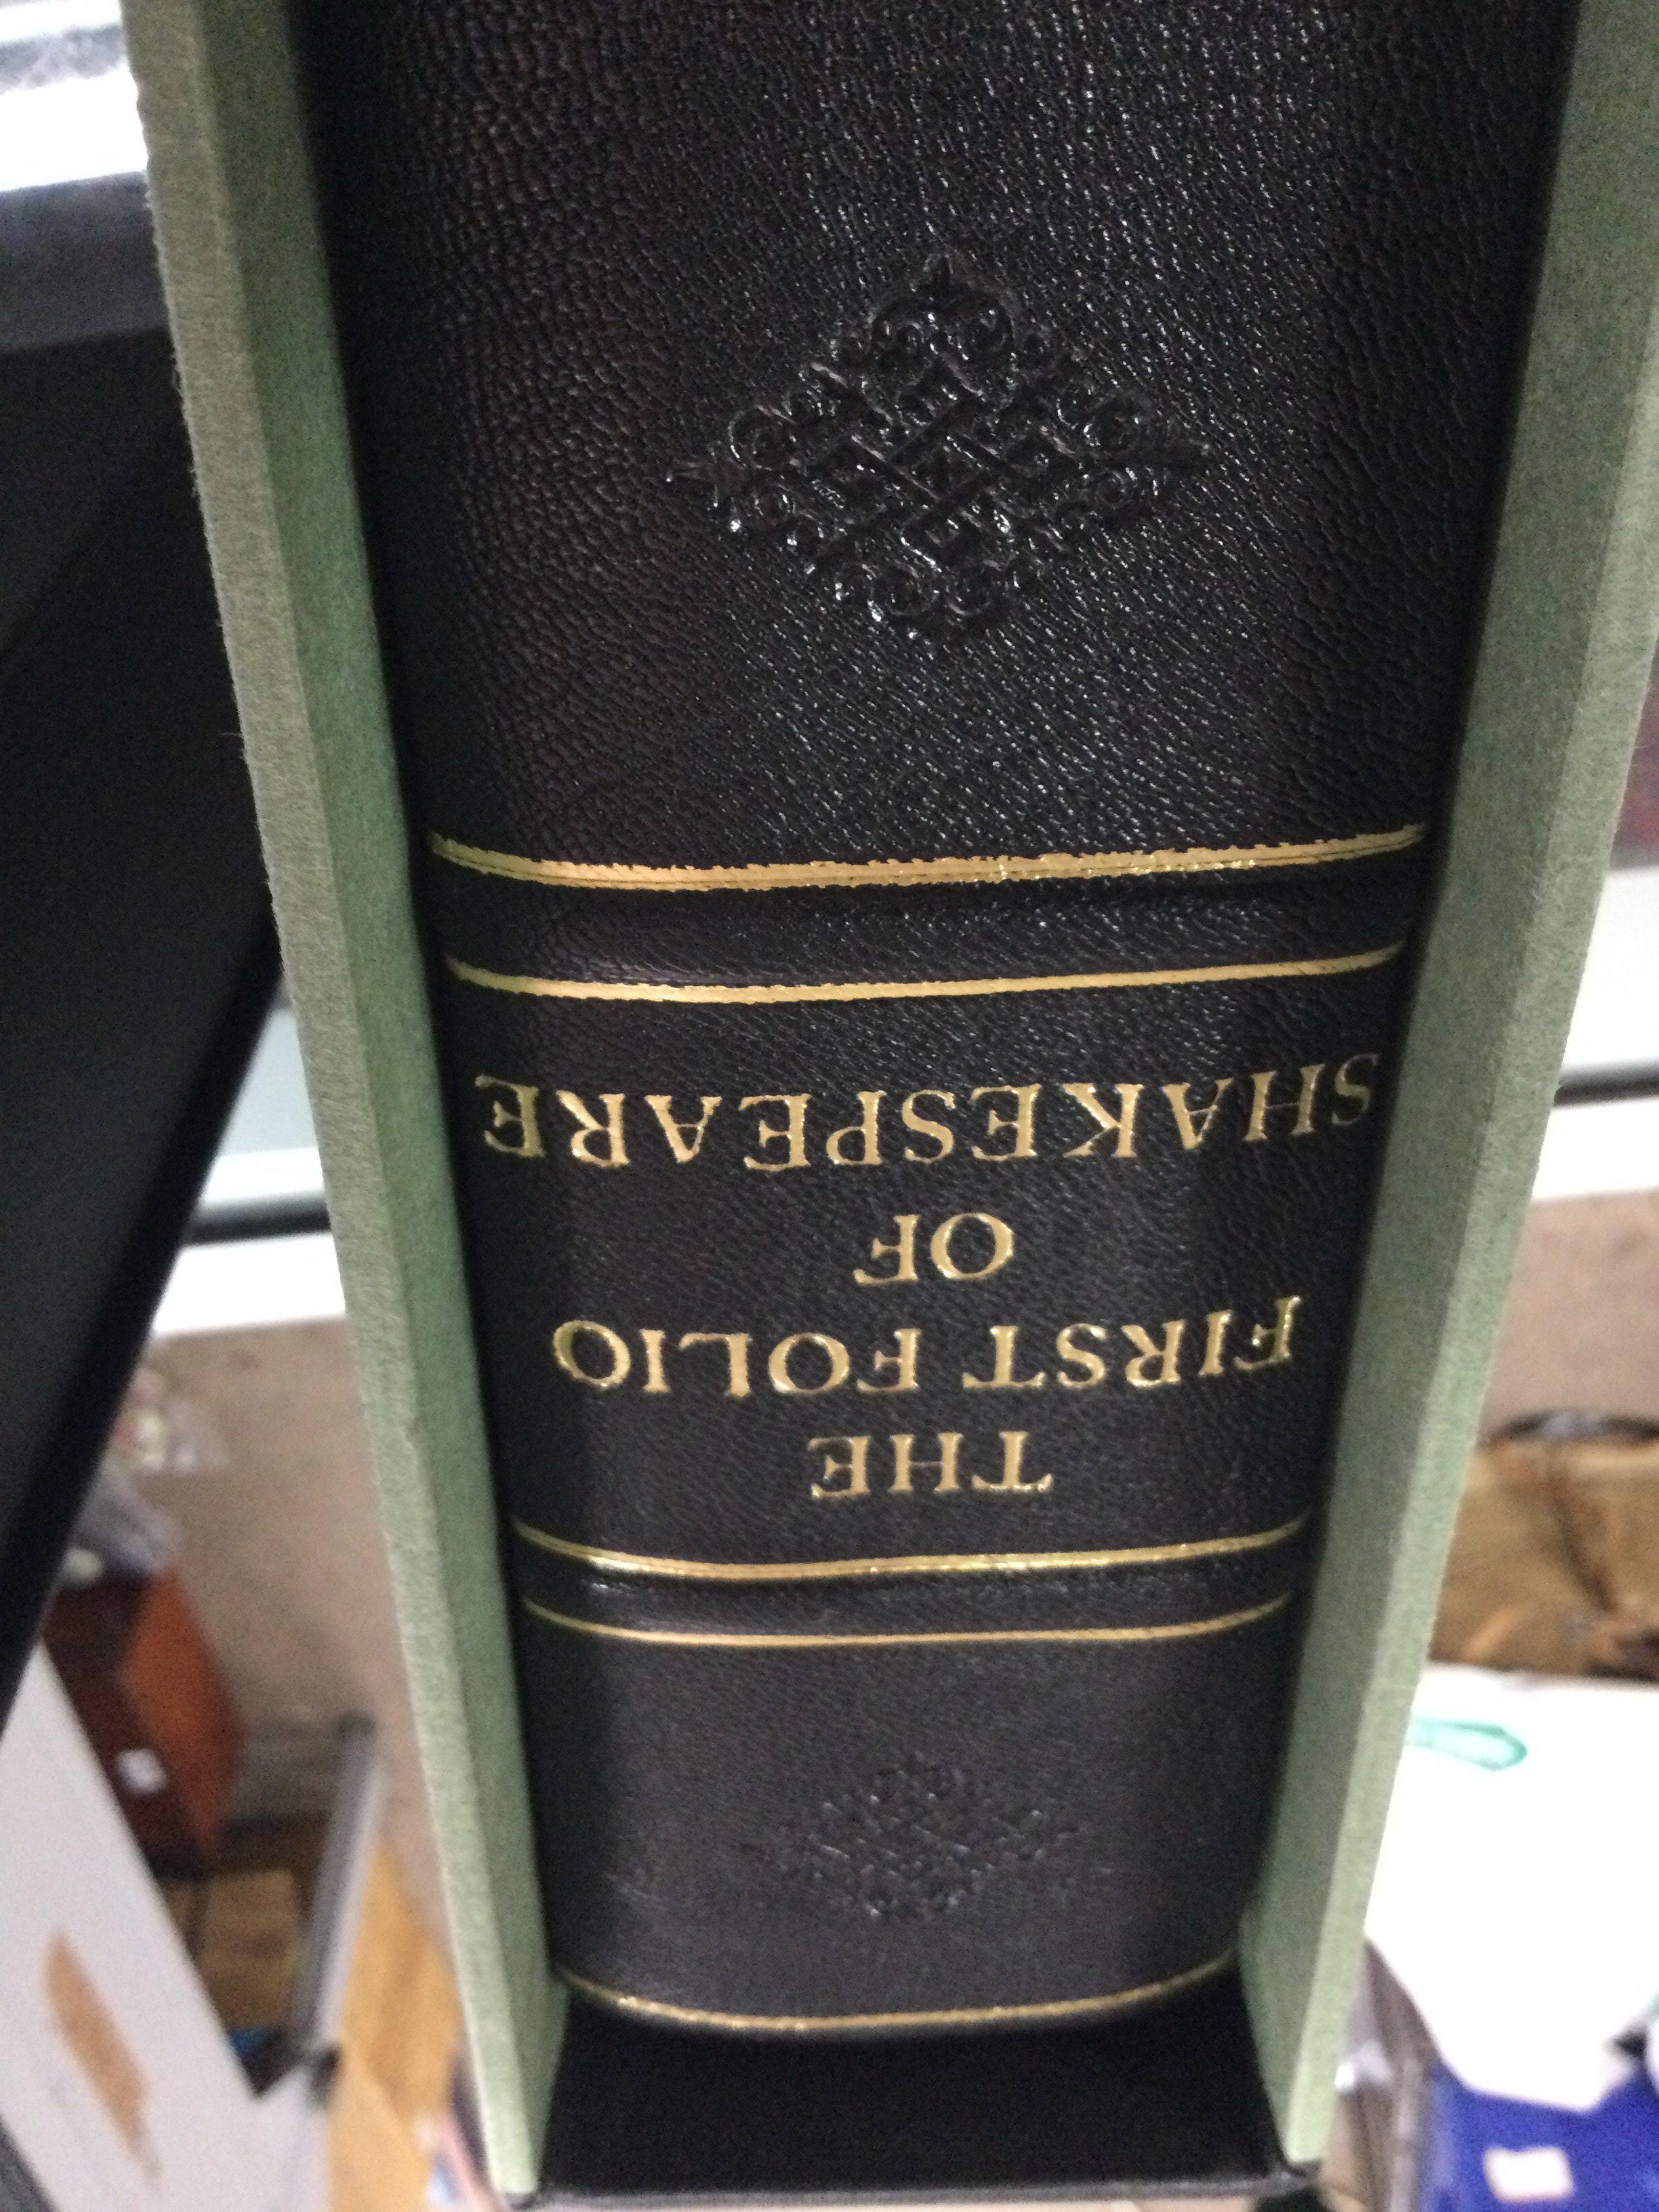 THE
FIRST FOLIO
OF
SHAKESPEARE